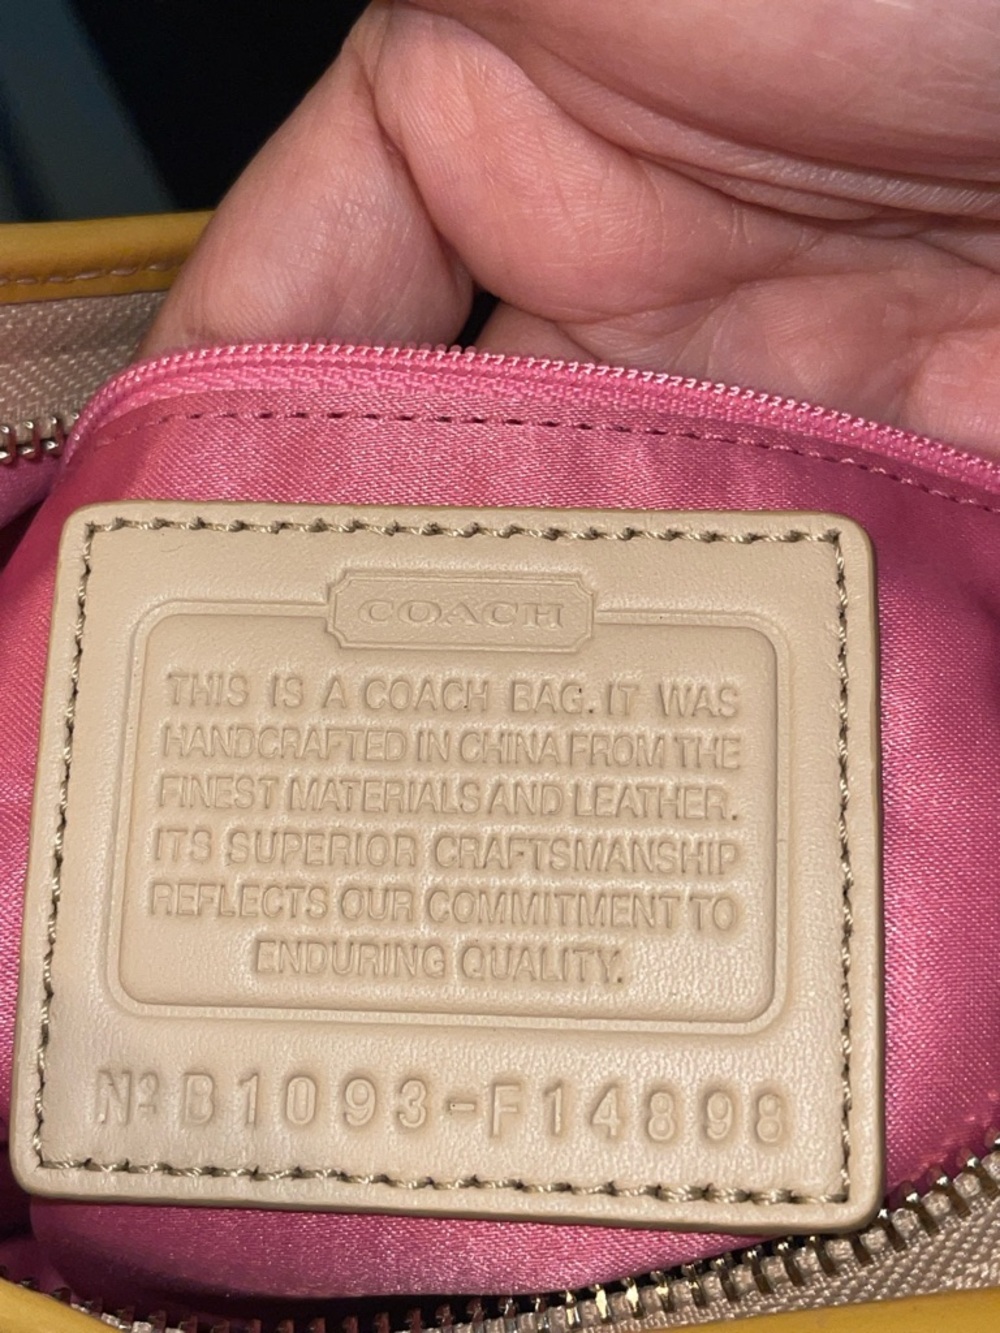 COACH
THIS IS A COACH BAG. IT WAS
HANDCRAFTED IN CHINA FROM THE
FINEST MATERIALS AND LEATHER.
ITS SUPERIOR CRAFTSMANSHIP
REFLECTS OUR COMMITMENT TO
ENDURING QUALITY.
Nº B1093-F14898